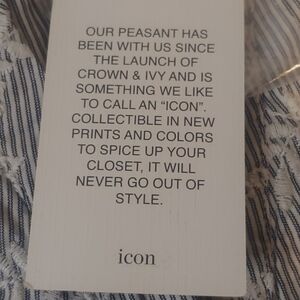 OUR PEASANT HAS
BEEN WITH US SINCE
THE LAUNCH OF
CROWN & IVY AND IS
SOMETHING WE LIKE
TO CALL AN “ICON”.
COLLECTIBLE IN NEW
PRINTS AND COLORS
TO SPICE UP YOUR
CLOSET, IT WILL
NEVER GO OUT OF
STYLE.
icon